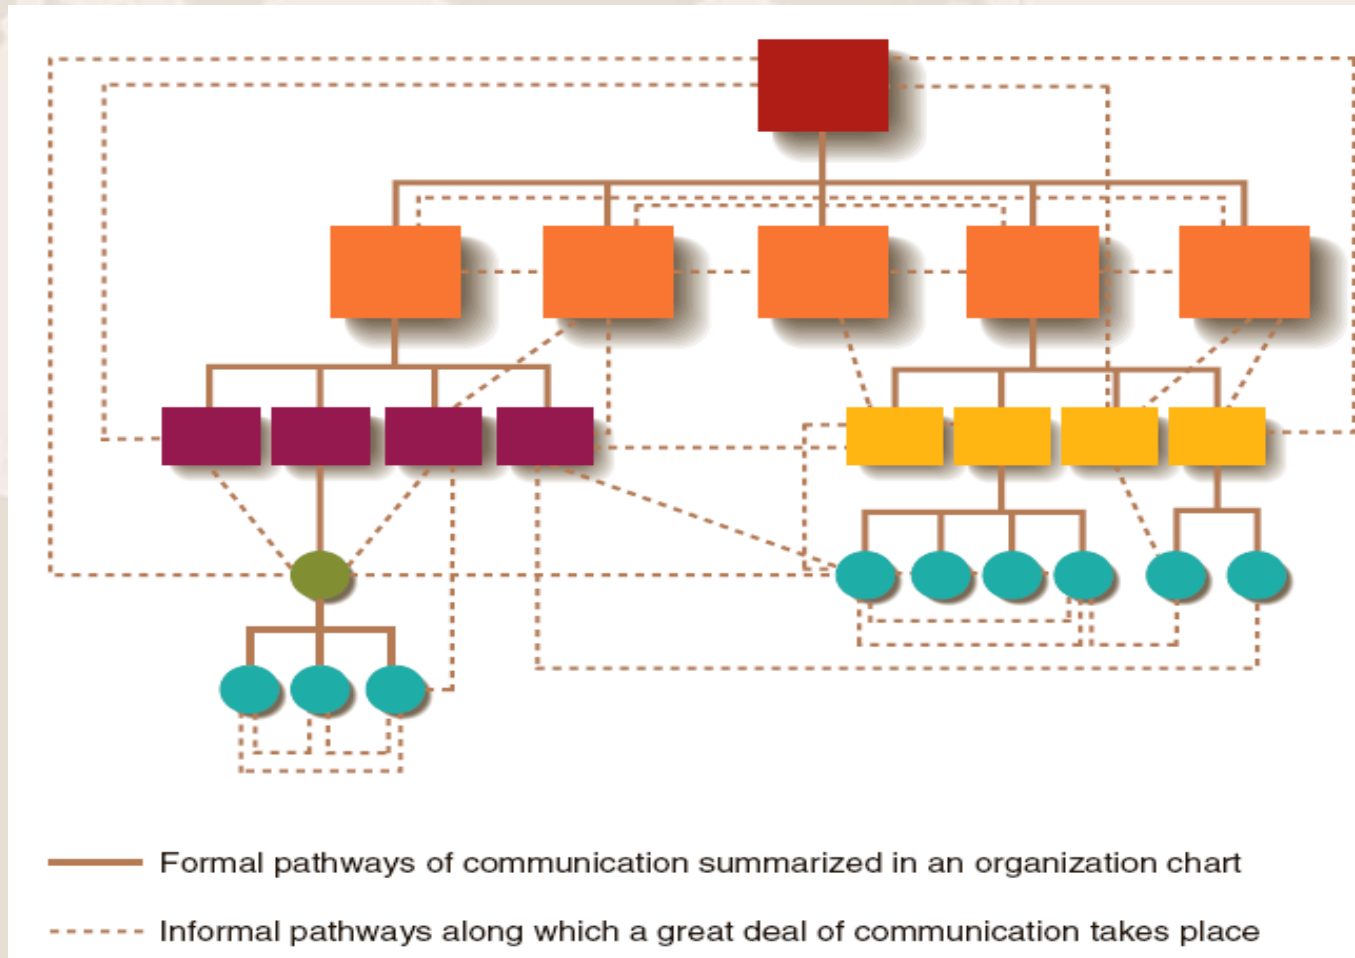 Formal pathways of communication summarized in an organization chart
Informal pathways along which a great deal of communication takes place